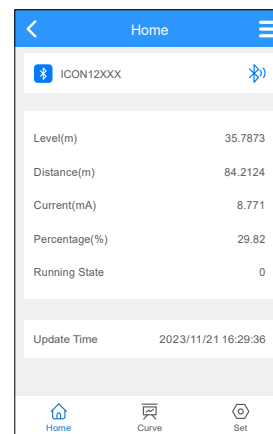 Home
ICON12XXX
Level(m) 35.7873
Distance(m) 84.2124
Current(mA) 8.771
Percentage(%) 29.82
Running State 0
Update Time 2023/11/21 16:29:36
Home Curve Set